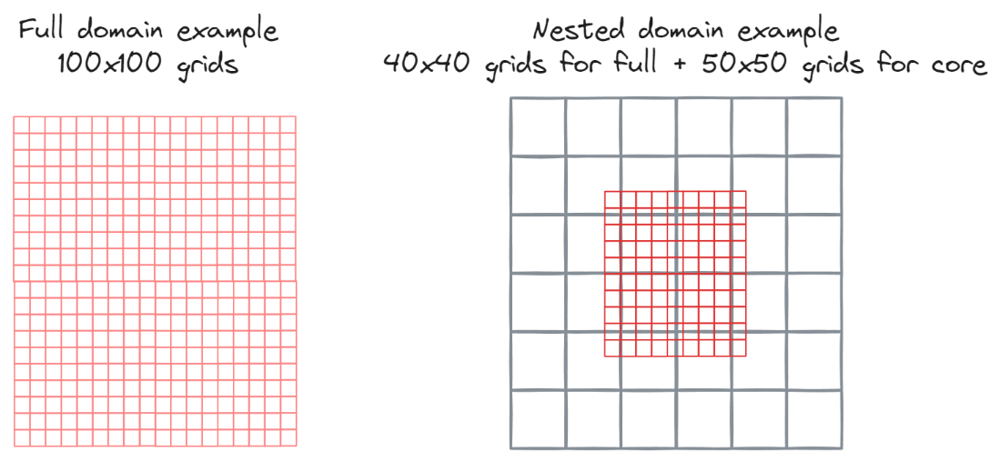 Full domain example
100x100 grids
Nested domain example
40x40 grids for full + 50x50 grids for core